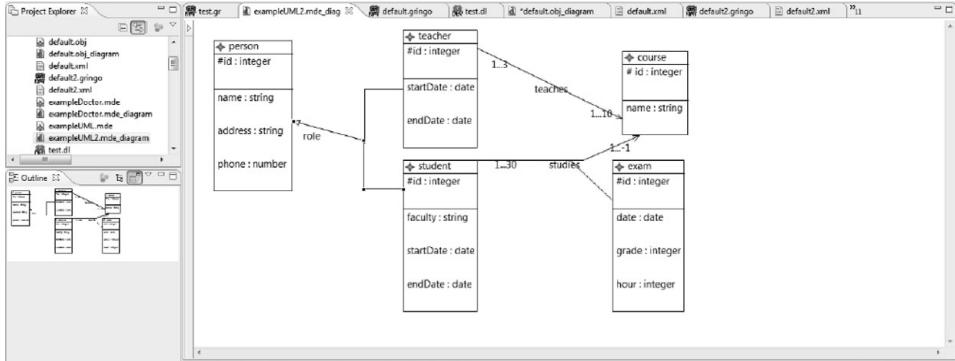 Project Explorer
default.obj
default.obj_diagram
default.xml
default2.gringo
default2.xml
exampleDoctor.mde
exampleDoctor.mde_diagram
exampleUML.mde
exampleUML2.mde_diagram
test.dl
Outline
test.gr
exampleUML2.mde_diag
default.gringo
test.dl
*default.obj_diagram
default.xml
default2.gringo
default2.xml
»11
person
#id : integer
name : string
address : string
phone : number
role
teacher
#id : integer
startDate : date
endDate : date
1...3
teaches
1...10
course
# id : integer
name : string
student
#id : integer
faculty : string
startDate : date
endDate : date
1...30
studies
1...-1
exam
#id : integer
date : date
grade : integer
hour : integer